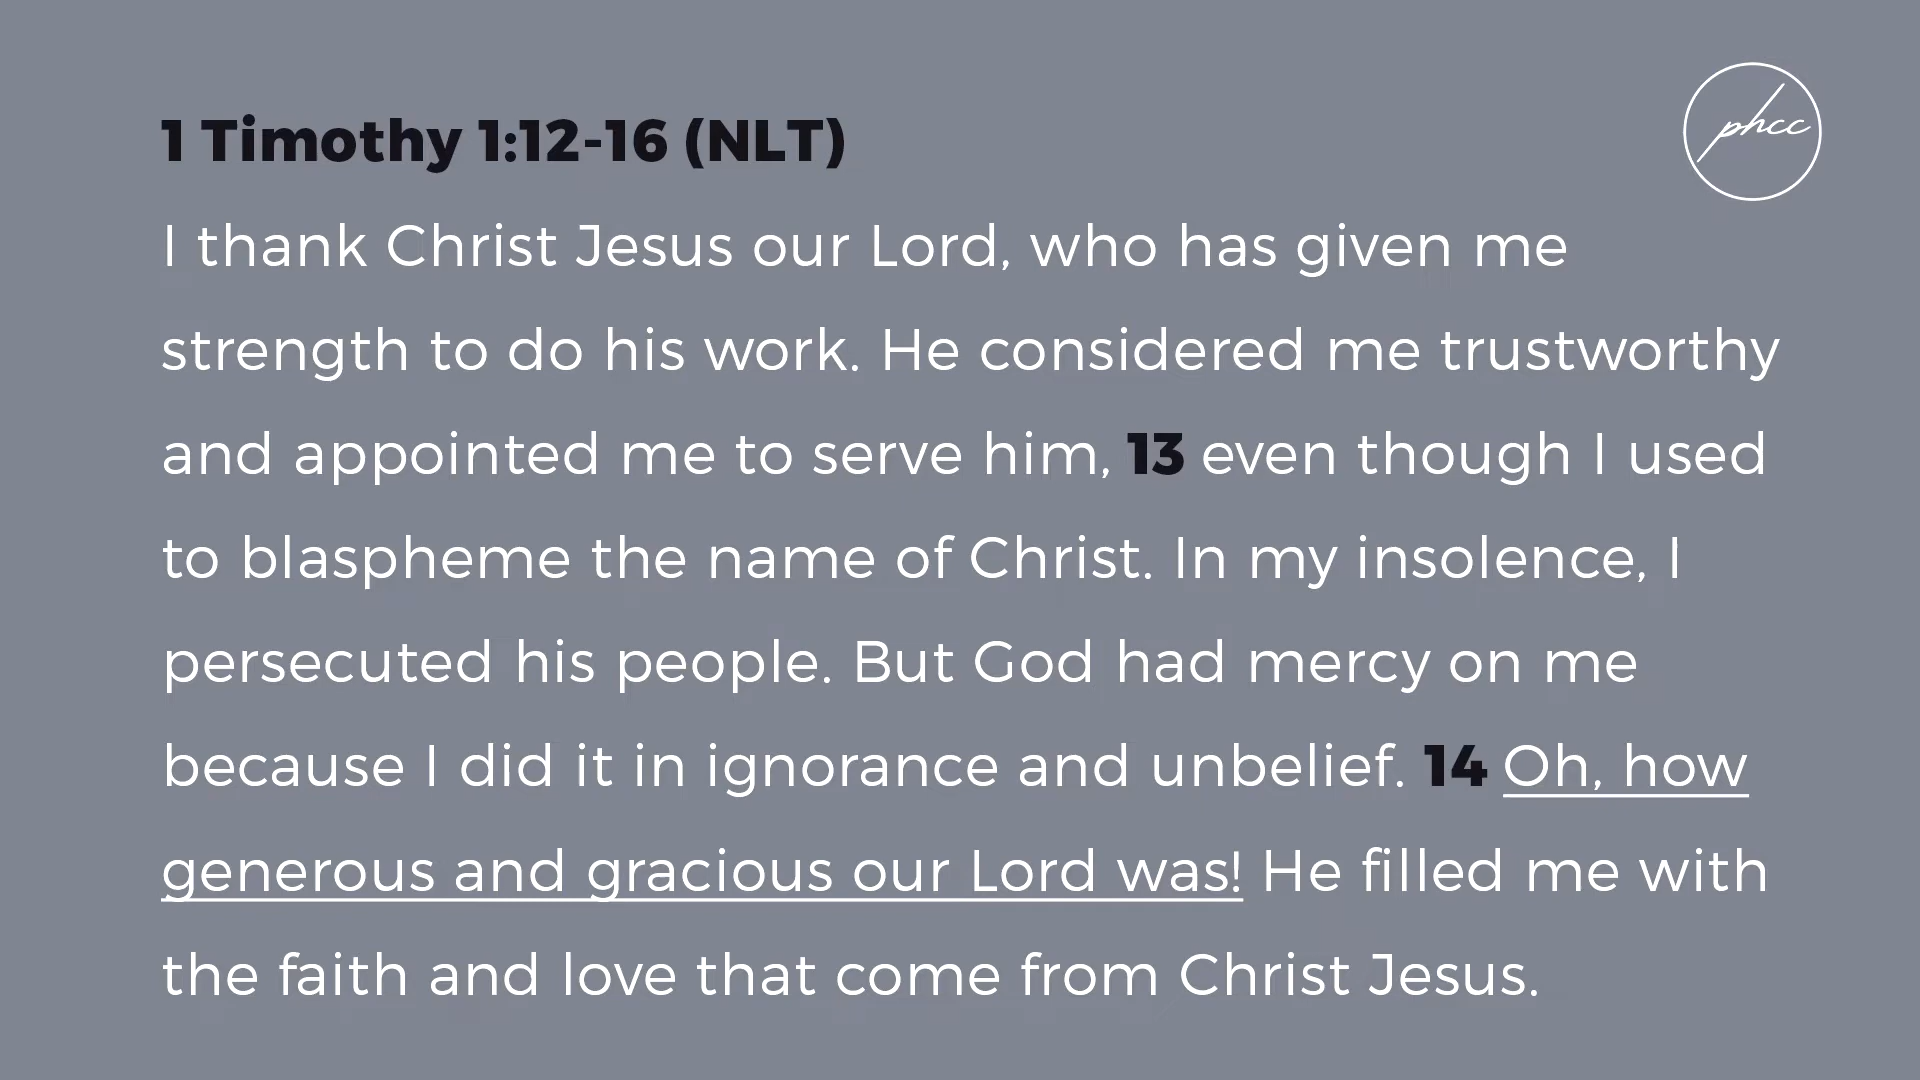 1 Timothy 1:12-16 (NLT)
phcc
I thank Christ Jesus our Lord, who has given me
strength to do his work. He considered me trustworthy
and appointed me to serve him, 13 even though I used
to blaspheme the name of Christ. In my insolence, I
persecuted his people. But God had mercy on me
because I did it in ignorance and unbelief. 14 Oh, how
generous and gracious our Lord was! He filled me with
the faith and love that come from Christ Jesus.